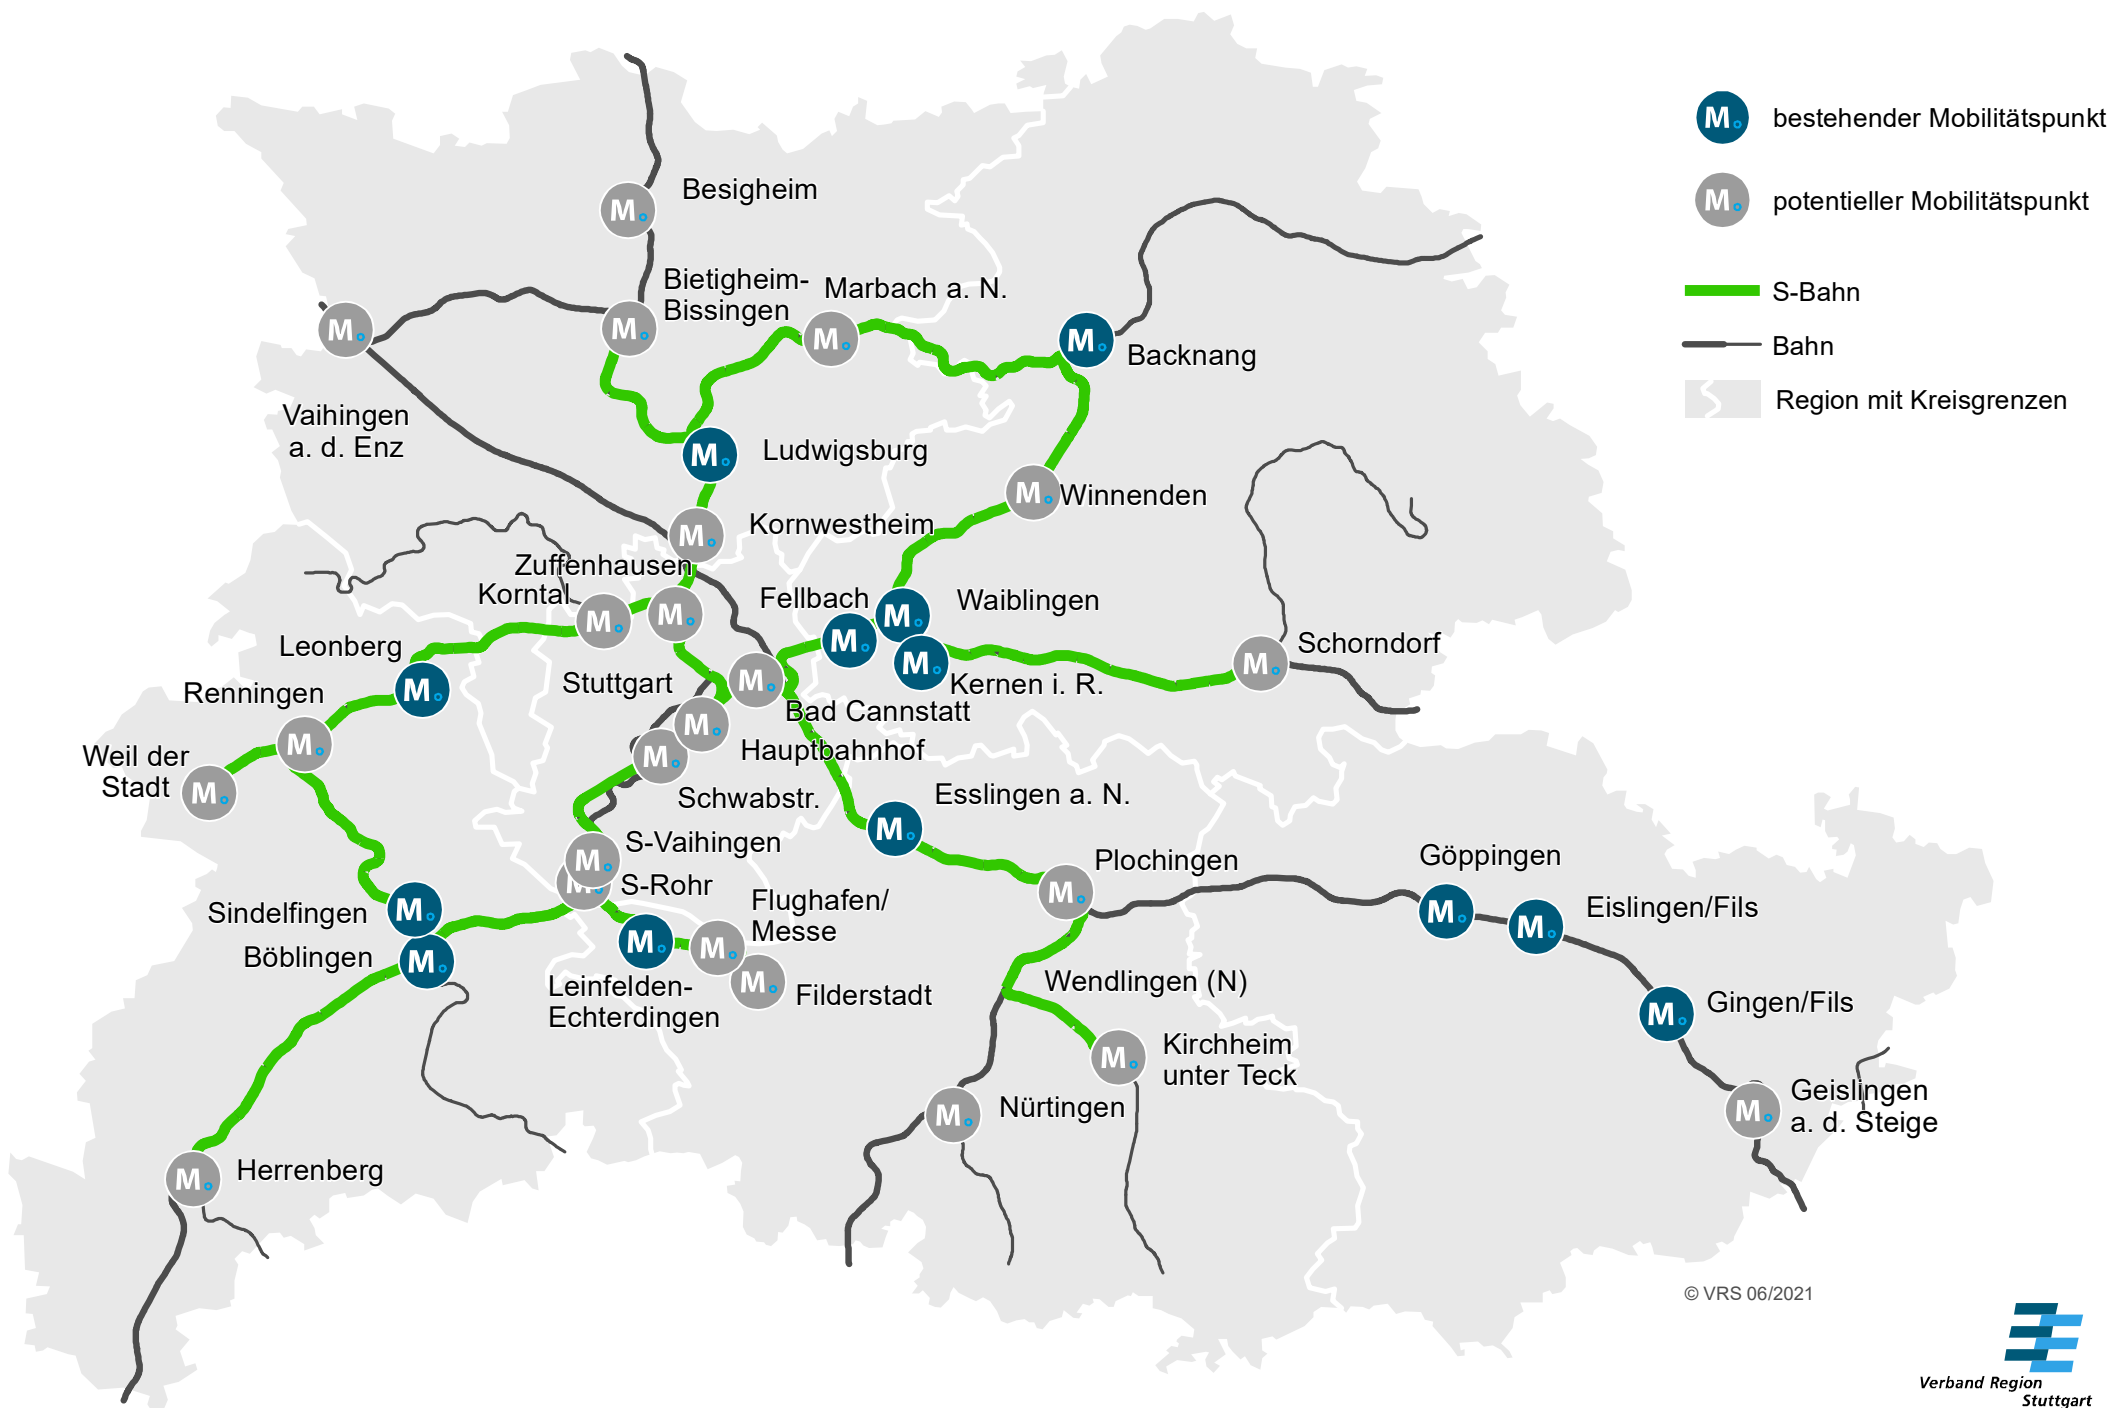 M. bestehender Mobilitätspunkt
M. potentieller Mobilitätspunkt
S-Bahn
Bahn
Region mit Kreisgrenzen
M. Besigheim
M. Bietigheim-
Bissingen
M. Marbach a. N.
M. Backnang
M. Vaihingen
a. d. Enz
M. Ludwigsburg
M. Winnenden
M. Kornwestheim
M. Zuffenhausen
M. Korntal
M. Fellbach
M. Waiblingen
M. Leonberg
M. Kernen i. R.
M. Schorndorf
M. Renningen
Stuttgart
M. Bad Cannstatt
M. Hauptbahnhof
M. Weil der
Stadt
M. Schwabstr.
M. Esslingen a. N.
M. S-Vaihingen
M. S-Rohr
M. Plochingen
M. Göppingen
M. Eislingen/Fils
M. Sindelfingen
M. Böblingen
M. Flughafen/
Messe
M. Leinfelden-
Echterdingen
M. Filderstadt
Wendlingen (N)
M. Gingen/Fils
M. Kirchheim
unter Teck
M. Nürtingen
M. Geislingen
a. d. Steige
M. Herrenberg
© VRS 06/2021
Verband Region
Stuttgart